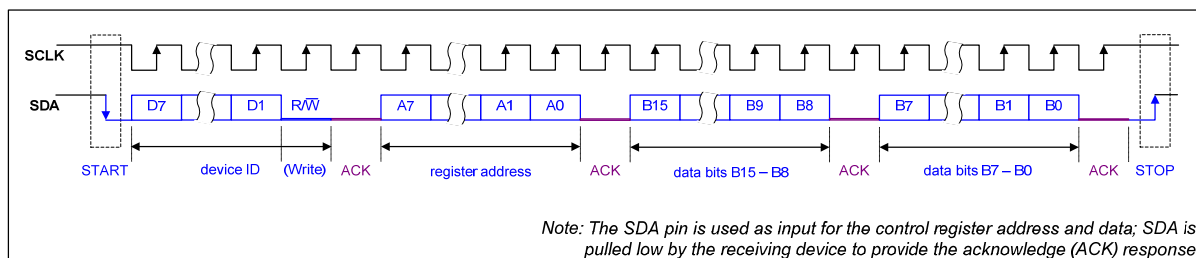 SCLK
SDA
D7 D1 R/W A7 A1 A0 B15 B9 B8 B7 B1 B0
START device ID (Write) ACK register address ACK data bits B15 – B8 ACK data bits B7 – B0 ACK STOP
Note: The SDA pin is used as input for the control register address and data; SDA is
pulled low by the receiving device to provide the acknowledge (ACK) response